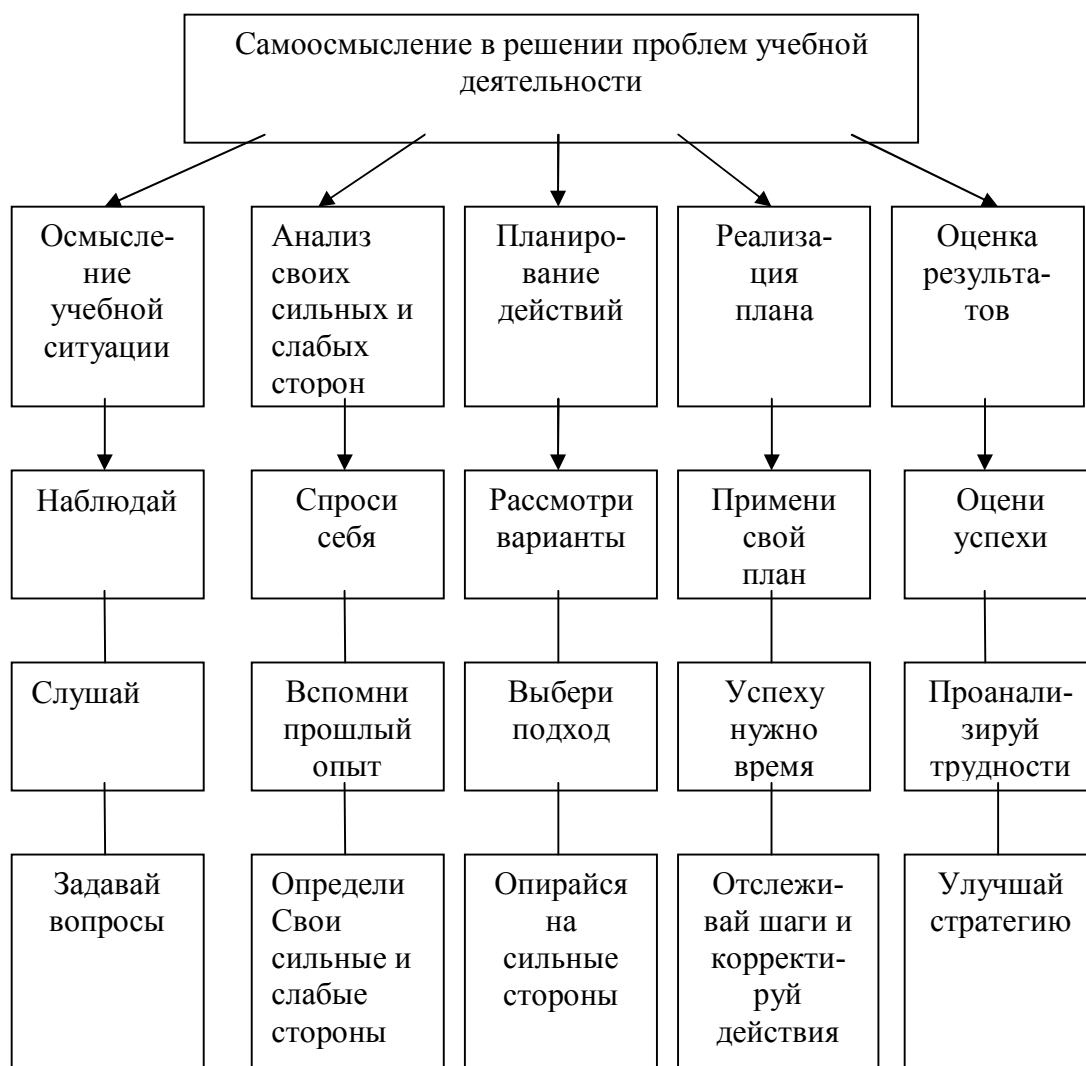 Самоосмысление в решении проблем учебной
деятельности
Осмысле-
ние
учебной
ситуации
Анализ
своих
сильных и
слабых
сторон
Планиро-
вание
действий
Реализа-
ция
плана
Оценка
результа-
тов
Наблюдай
Спроси
себя
Рассмотри
варианты
Примени
свой
план
Оцени
успехи
Слушай
Вспомни
прошлый
опыт
Выбери
подход
Успеху
нужно
время
Проанали-
зируй
трудности
Задавай
вопросы
Определи
Свои
сильные и
слабые
стороны
Опирайся
на
сильные
стороны
Отслежи-
вай шаги и
корректи-
руй
действия
Улучшай
стратегию